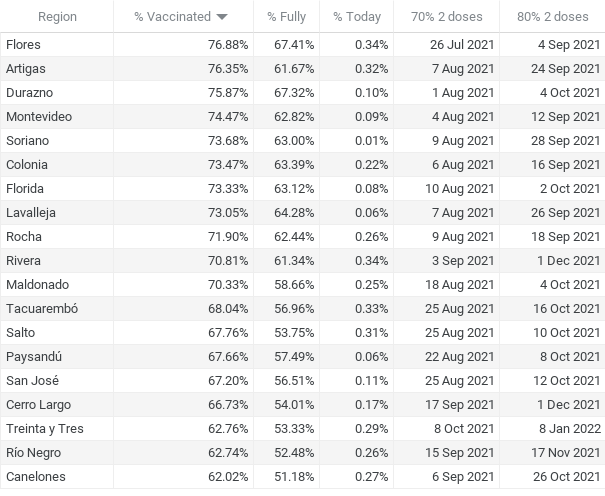 Region % Vaccinated % Fully % Today 70% 2 doses 80% 2 doses
Flores 76.88% 67.41% 0.34% 26 Jul 2021 4 Sep 2021
Artigas 76.35% 61.67% 0.32% 7 Aug 2021 24 Sep 2021
Durazno 75.87% 67.32% 0.10% 1 Aug 2021 4 Oct 2021
Montevideo 74.47% 62.82% 0.09% 4 Aug 2021 12 Sep 2021
Soriano 73.68% 63.00% 0.01% 9 Aug 2021 28 Sep 2021
Colonia 73.47% 63.39% 0.22% 6 Aug 2021 16 Sep 2021
Florida 73.33% 63.12% 0.08% 10 Aug 2021 2 Oct 2021
Lavalleja 73.05% 64.28% 0.06% 7 Aug 2021 26 Sep 2021
Rocha 71.90% 62.44% 0.26% 9 Aug 2021 18 Sep 2021
Rivera 70.81% 61.34% 0.34% 3 Sep 2021 1 Dec 2021
Maldonado 70.33% 58.66% 0.25% 18 Aug 2021 4 Oct 2021
Tacuarembó 68.04% 56.96% 0.33% 25 Aug 2021 16 Oct 2021
Salto 67.76% 53.75% 0.31% 25 Aug 2021 10 Oct 2021
Paysandú 67.66% 57.49% 0.06% 22 Aug 2021 8 Oct 2021
San José 67.20% 56.51% 0.11% 25 Aug 2021 12 Oct 2021
Cerro Largo 66.73% 54.01% 0.17% 17 Sep 2021 1 Dec 2021
Treinta y Tres 62.76% 53.33% 0.29% 8 Oct 2021 8 Jan 2022
Río Negro 62.74% 52.48% 0.26% 15 Sep 2021 17 Nov 2021
Canelones 62.02% 51.18% 0.27% 6 Sep 2021 26 Oct 2021